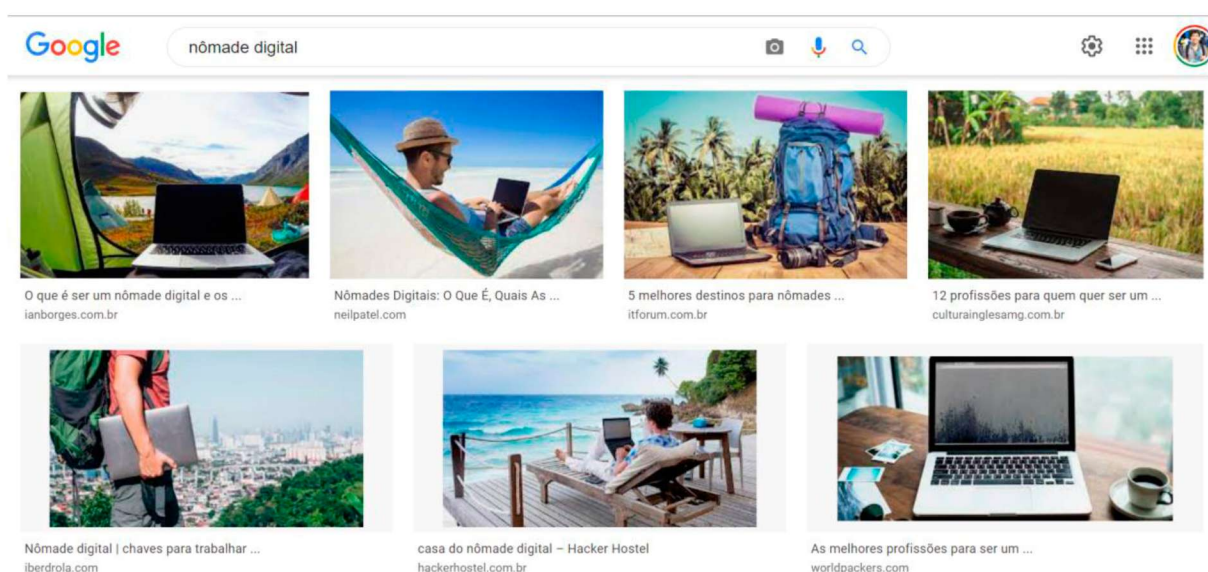 Google
nômade digital
O que é ser um nômade digital e os ...
ianborges.com.br
Nômades Digitais: O Que É, Quais As ...
neilpatel.com
5 melhores destinos para nômades ...
itforum.com.br
12 profissões para quem quer ser um ...
culturainglesamg.com.br
Nômade digital | chaves para trabalhar ...
iberdrola.com
casa do nômade digital – Hacker Hostel
hackerhostel.com.br
As melhores profissões para ser um ...
worldpackers.com